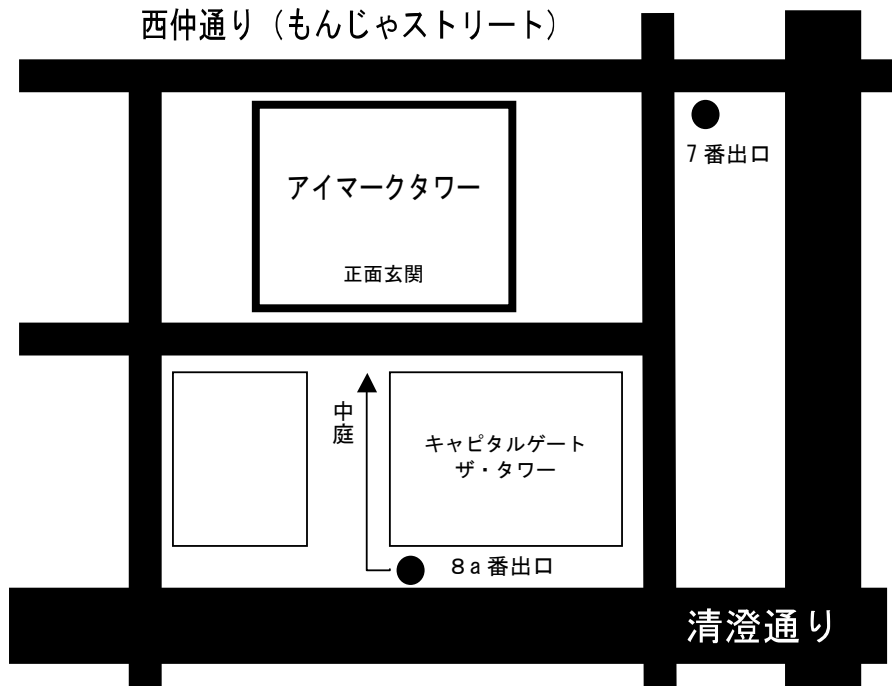 西仲通り（もんじゃストリート）
7番出口
アイマークタワー
正面玄関
中庭
キャピタルゲート
ザ・タワー
8a番出口
清澄通り